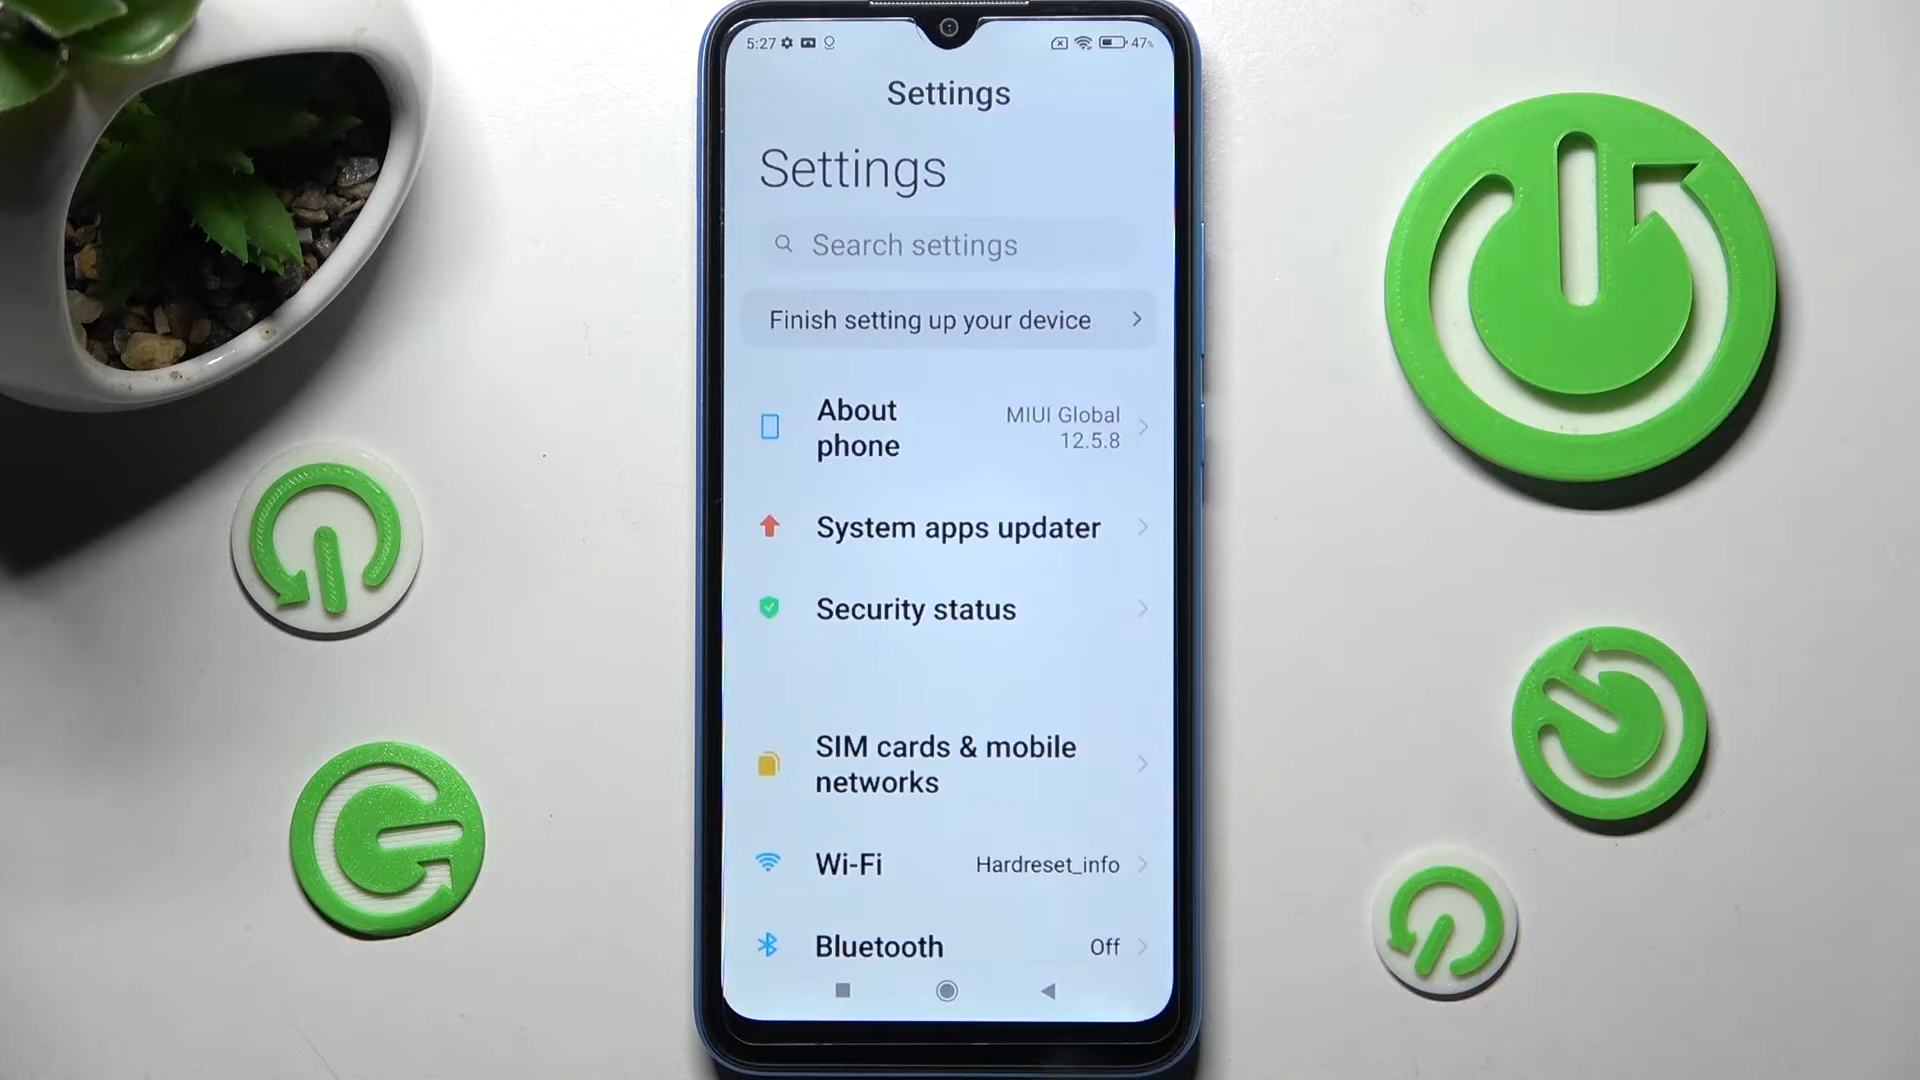 5:27 47%
Settings
Settings
Search settings
Finish setting up your device
About phone MIUI Global 12.5.8
System apps updater
Security status
SIM cards & mobile networks
Wi-Fi Hardreset_info
Bluetooth Off